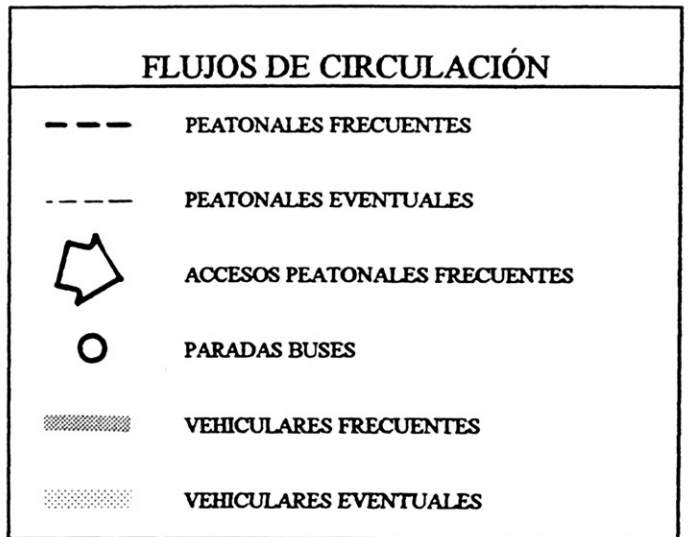 FLUJOS DE CIRCULACIÓN
PEATONALES FRECUENTES
PEATONALES EVENTUALES
ACCESOS PEATONALES FRECUENTES
PARADAS BUSES
VEHICULARES FRECUENTES
VEHICULARES EVENTUALES